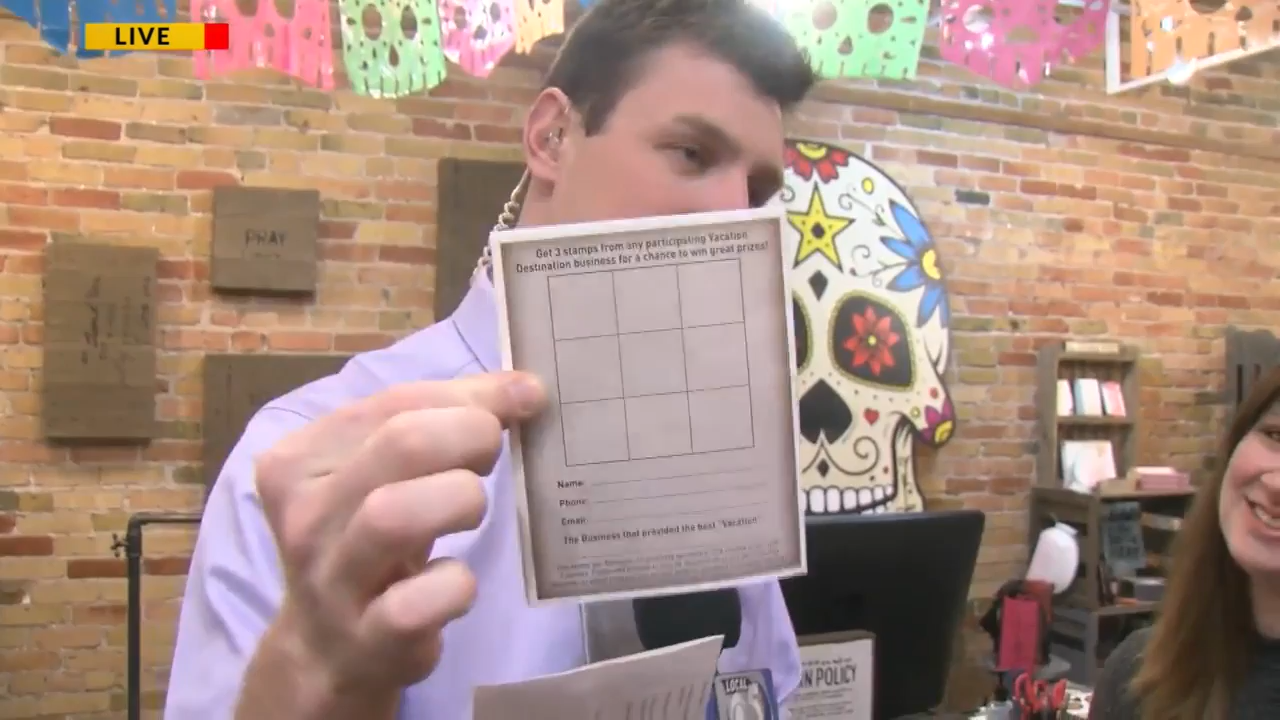 LIVE
PRAY
Get 3 stamps from any participating Vacation
Destination business for a chance to win great prizes!
Name:
Phone:
Email:
The Business that provided the best "Vacation"
POLICY
LOCAL